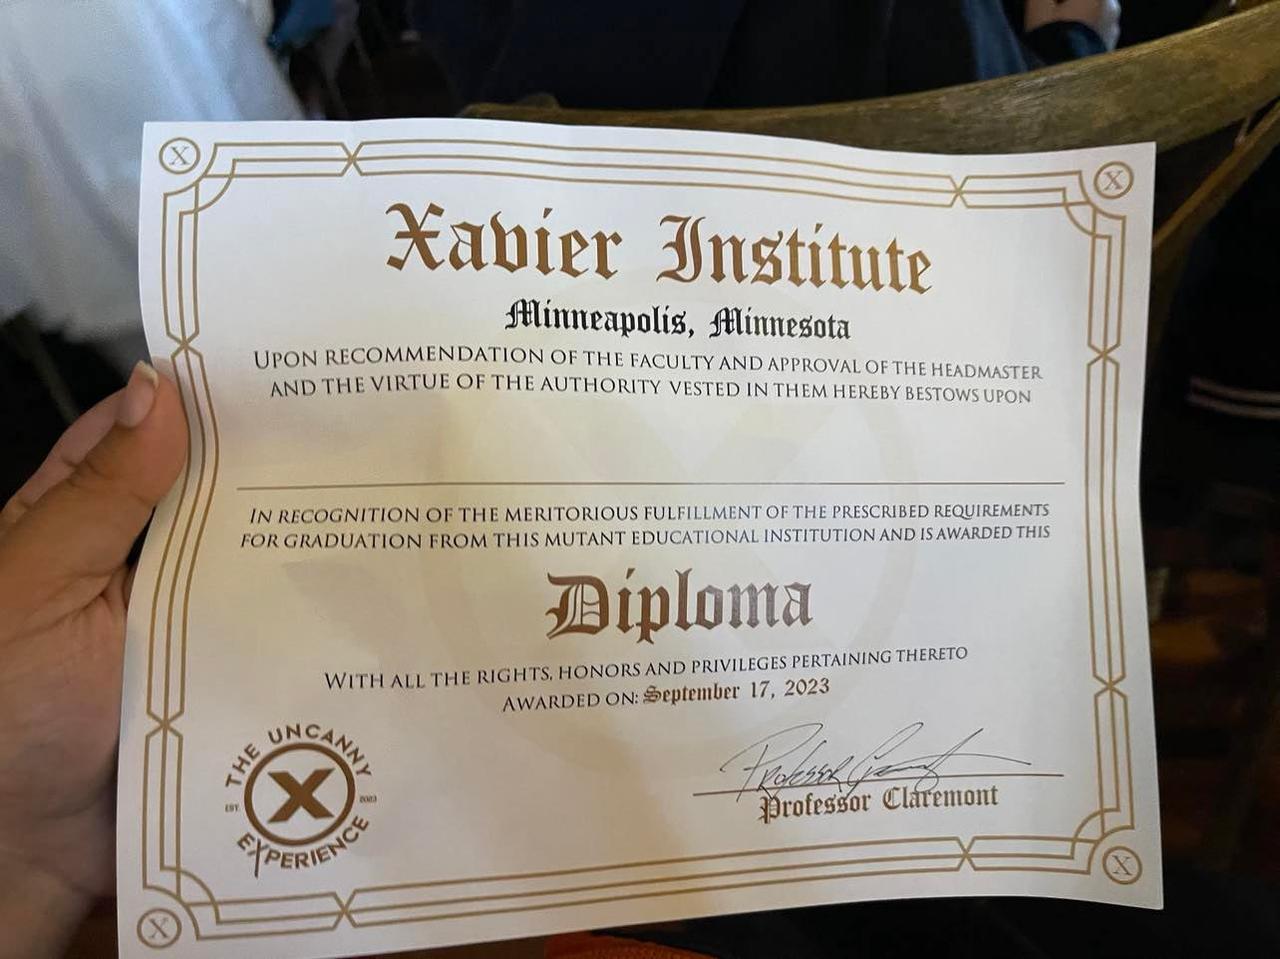 X
X
Xavier Institute
Minneapolis, Minnesota
UPON RECOMMENDATION OF THE FACULTY AND APPROVAL OF THE HEADMASTER
AND THE VIRTUE OF THE AUTHORITY VESTED IN THEM HEREBY BESTOWS UPON
IN RECOGNITION OF THE MERITORIOUS FULFILLMENT OF THE PRESCRIBED REQUIREMENTS
FOR GRADUATION FROM THIS MUTANT EDUCATIONAL INSTITUTION AND IS AWARDED THIS
Diploma
WITH ALL THE RIGHTS, HONORS AND PRIVILEGES PERTAINING THERETO
AWARDED ON: September 17, 2023
THE UNCANNY
EST X 2023
EXPERIENCE
Professor Claremont
Professor Claremont
X
X